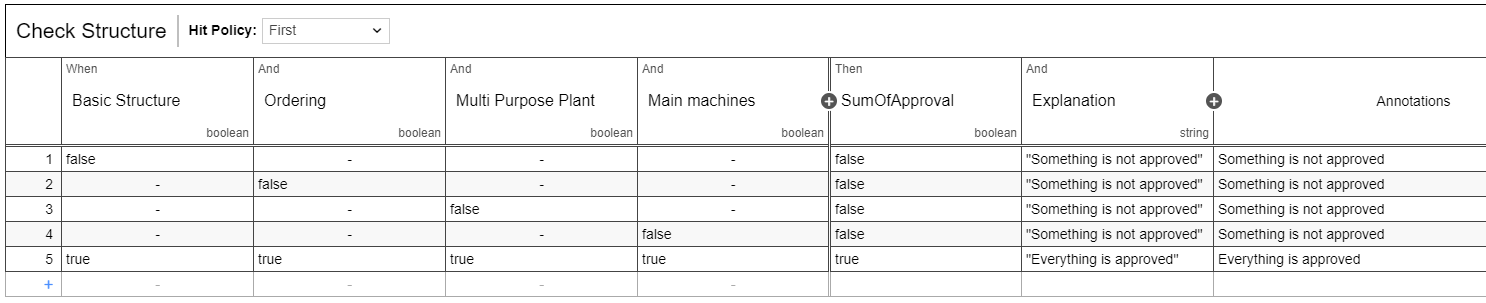 Check Structure Hit Policy: First
When And And And Then And
Basic Structure Ordering Multi Purpose Plant Main machines SumOfApproval Explanation Annotations
boolean boolean boolean boolean boolean string
1 false - - - false "Something is not approved" Something is not approved
2 - false - - false "Something is not approved" Something is not approved
3 - - false - false "Something is not approved" Something is not approved
4 - - - false false "Something is not approved" Something is not approved
5 true true true true true "Everything is approved" Everything is approved
+ - - - -